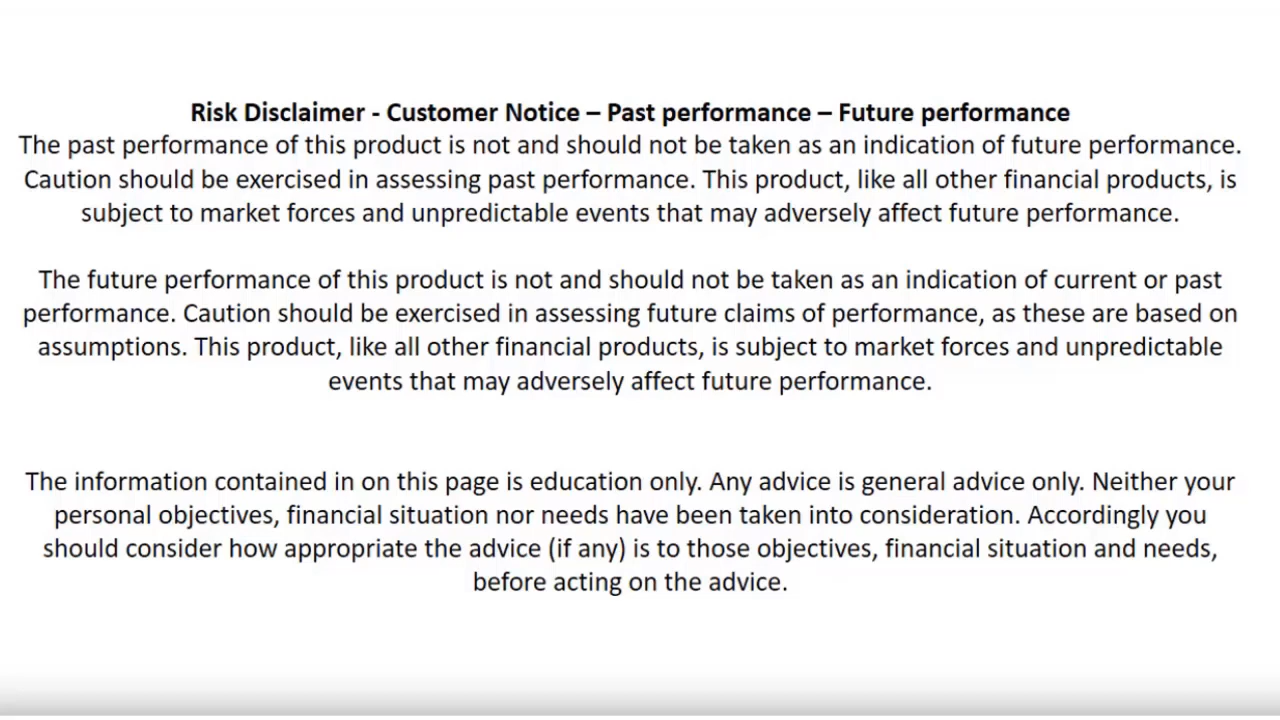 Risk Disclaimer - Customer Notice – Past performance – Future performance
The past performance of this product is not and should not be taken as an indication of future performance.
Caution should be exercised in assessing past performance. This product, like all other financial products, is
subject to market forces and unpredictable events that may adversely affect future performance.
The future performance of this product is not and should not be taken as an indication of current or past
performance. Caution should be exercised in assessing future claims of performance, as these are based on
assumptions. This product, like all other financial products, is subject to market forces and unpredictable
events that may adversely affect future performance.
The information contained in on this page is education only. Any advice is general advice only. Neither your
personal objectives, financial situation nor needs have been taken into consideration. Accordingly you
should consider how appropriate the advice (if any) is to those objectives, financial situation and needs,
before acting on the advice.